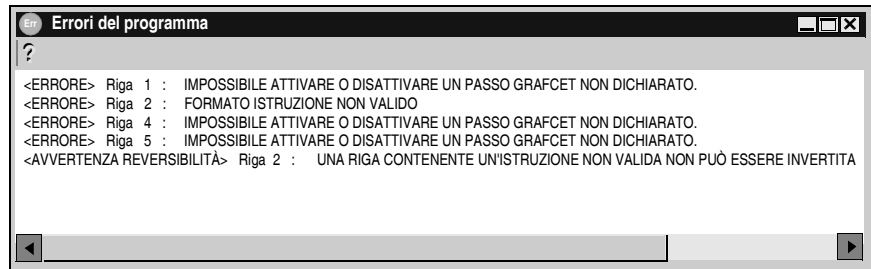 Err Errori del programma
?
<ERRORE> Riga 1 : IMPOSSIBILE ATTIVARE O DISATTIVARE UN PASSO GRAFCET NON DICHIARATO.
<ERRORE> Riga 2 : FORMATO ISTRUZIONE NON VALIDO
<ERRORE> Riga 4 : IMPOSSIBILE ATTIVARE O DISATTIVARE UN PASSO GRAFCET NON DICHIARATO.
<ERRORE> Riga 5 : IMPOSSIBILE ATTIVARE O DISATTIVARE UN PASSO GRAFCET NON DICHIARATO.
<AVVERTENZA REVERSIBILITÀ> Riga 2 : UNA RIGA CONTENENTE UN'ISTRUZIONE NON VALIDA NON PUÒ ESSERE INVERTITA